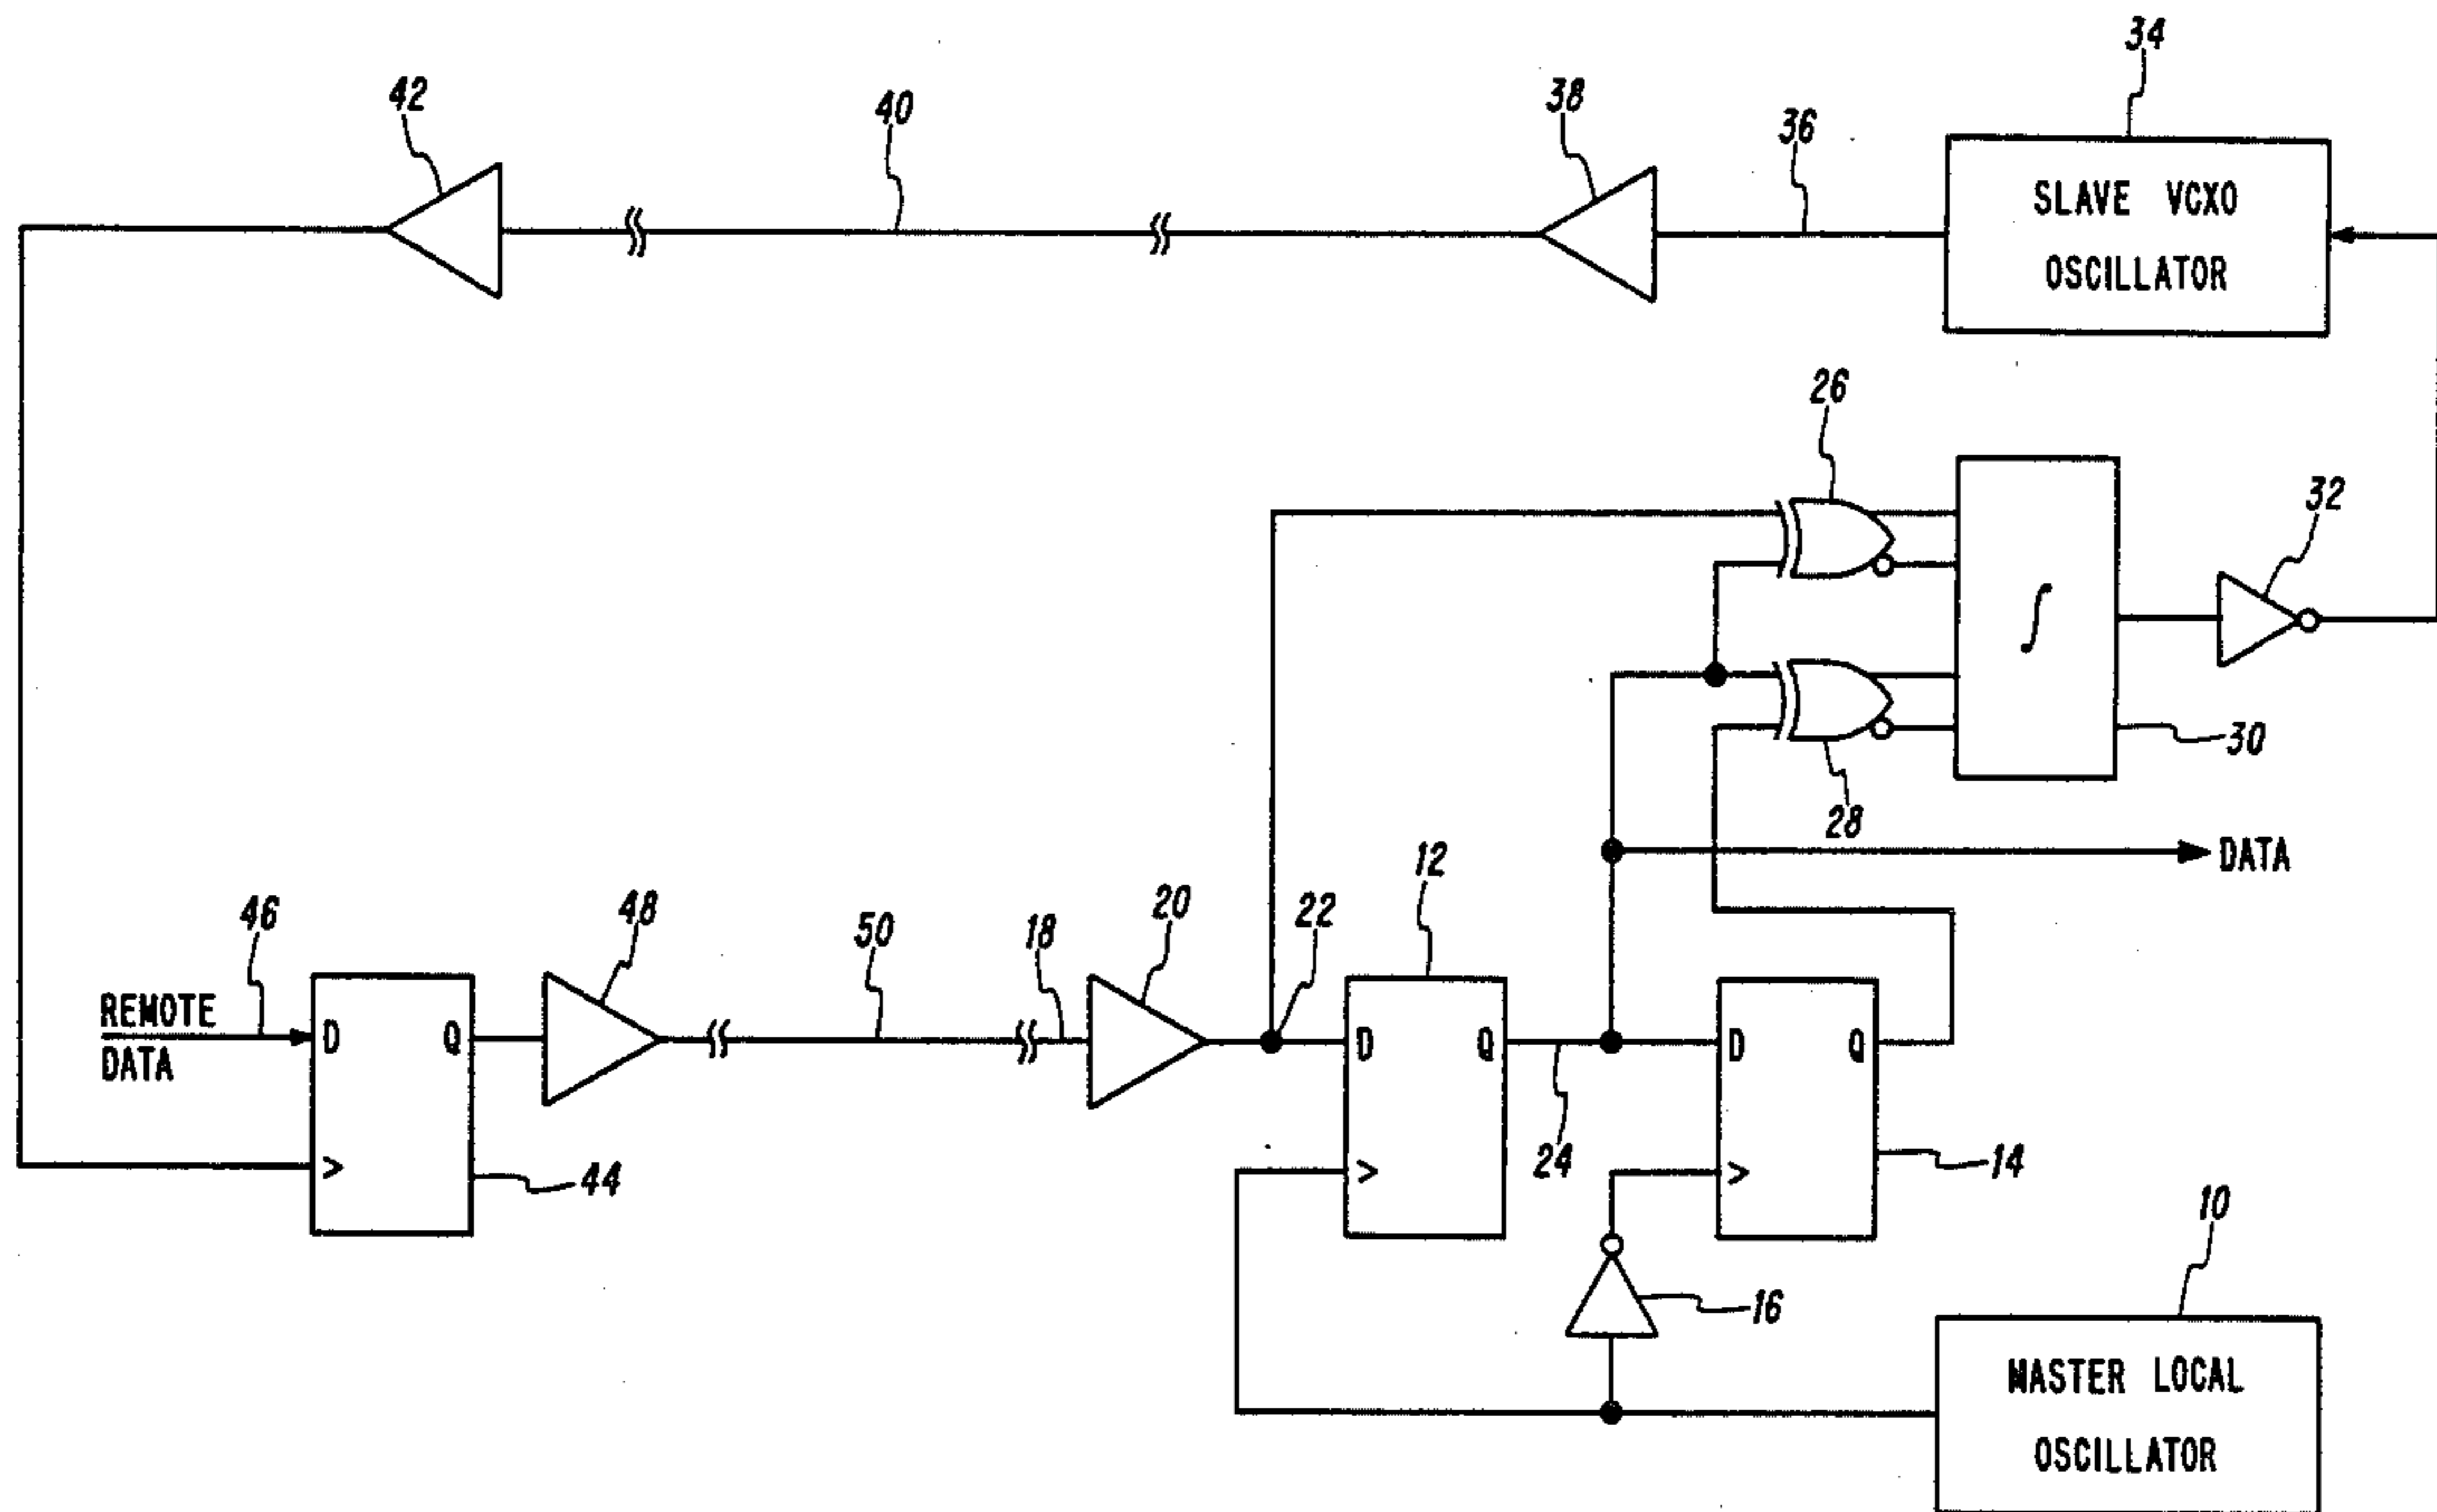 34
42
40
38
36
SLAVE VCXO
OSCILLATOR
26
32
∫
30
28
DATA
12
46
48
50
18
20
22
REMOTE
DATA
D Q
D Q
D Q
>
44
>
24
>
14
10
16
MASTER LOCAL
OSCILLATOR